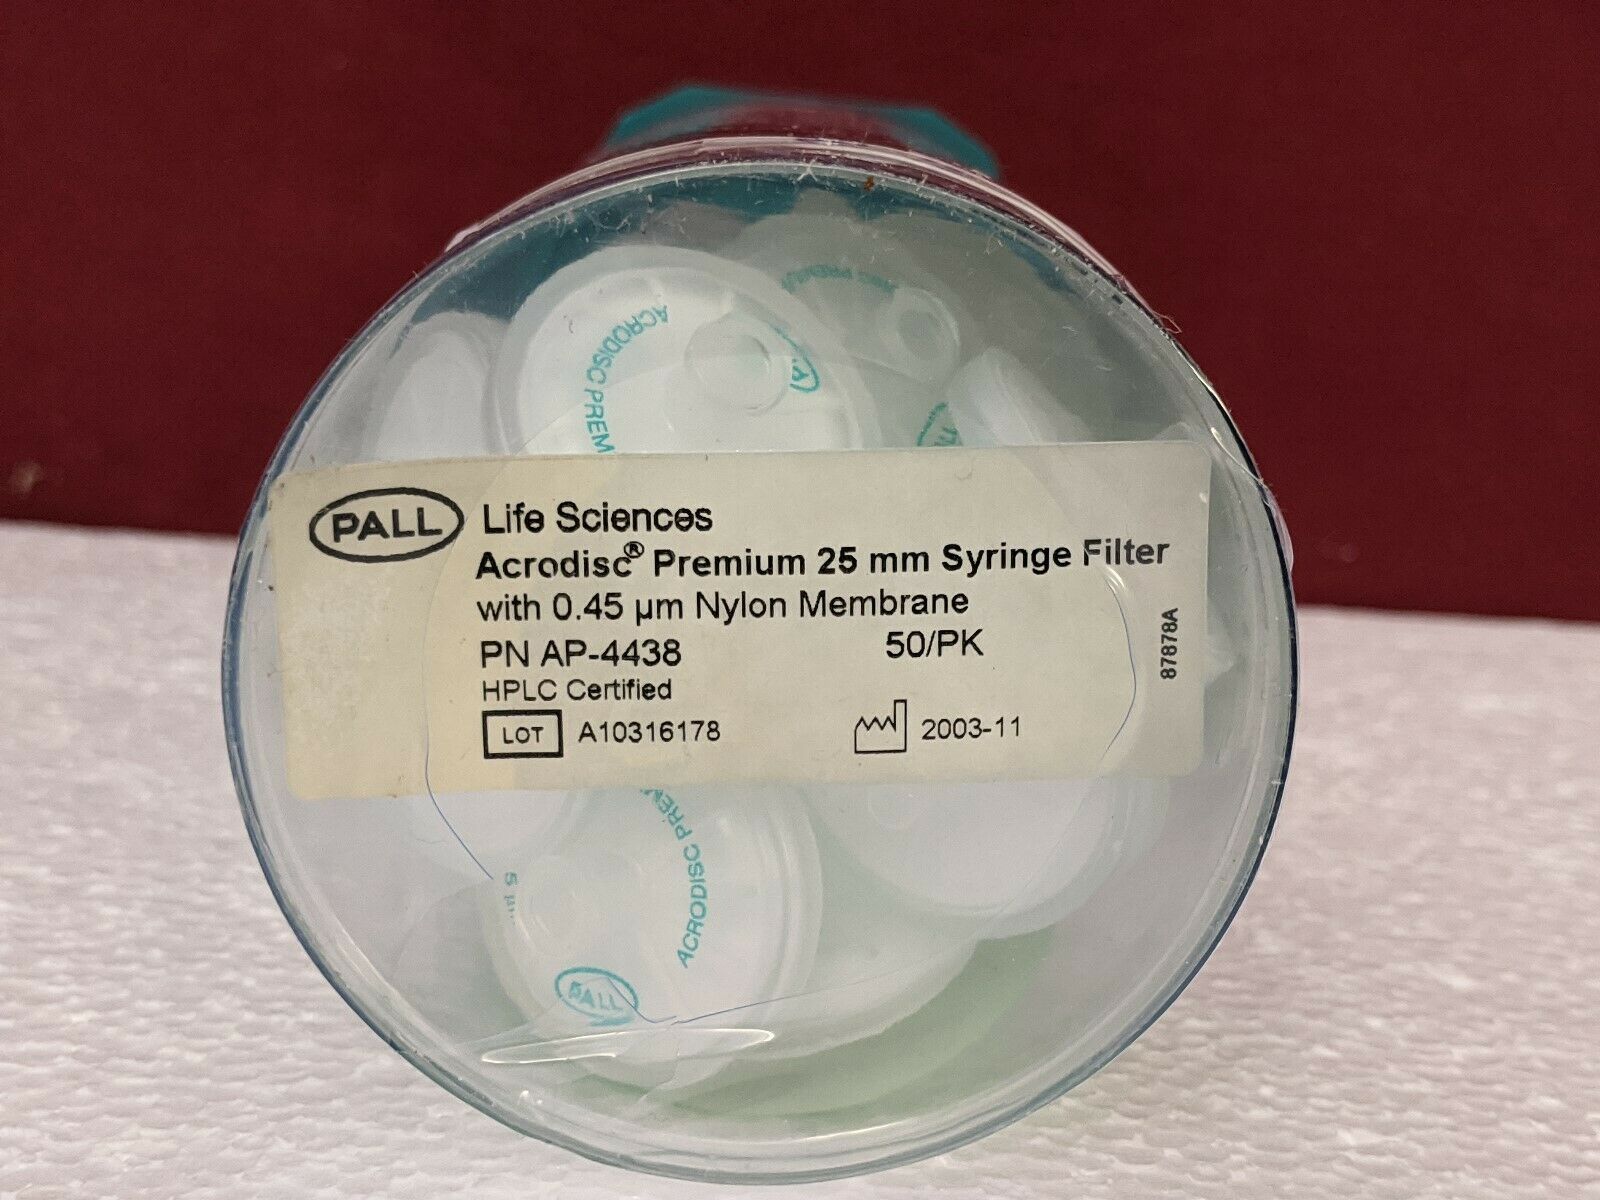 ACRODISC PREM
PALL Life Sciences
Acrodisc® Premium 25 mm Syringe Filter
with 0.45 µm Nylon Membrane
PN AP-4438 50/PK
HPLC Certified
LOT A10316178 2003-11
87878A
ACRODISC PREM
5 µ
PALL